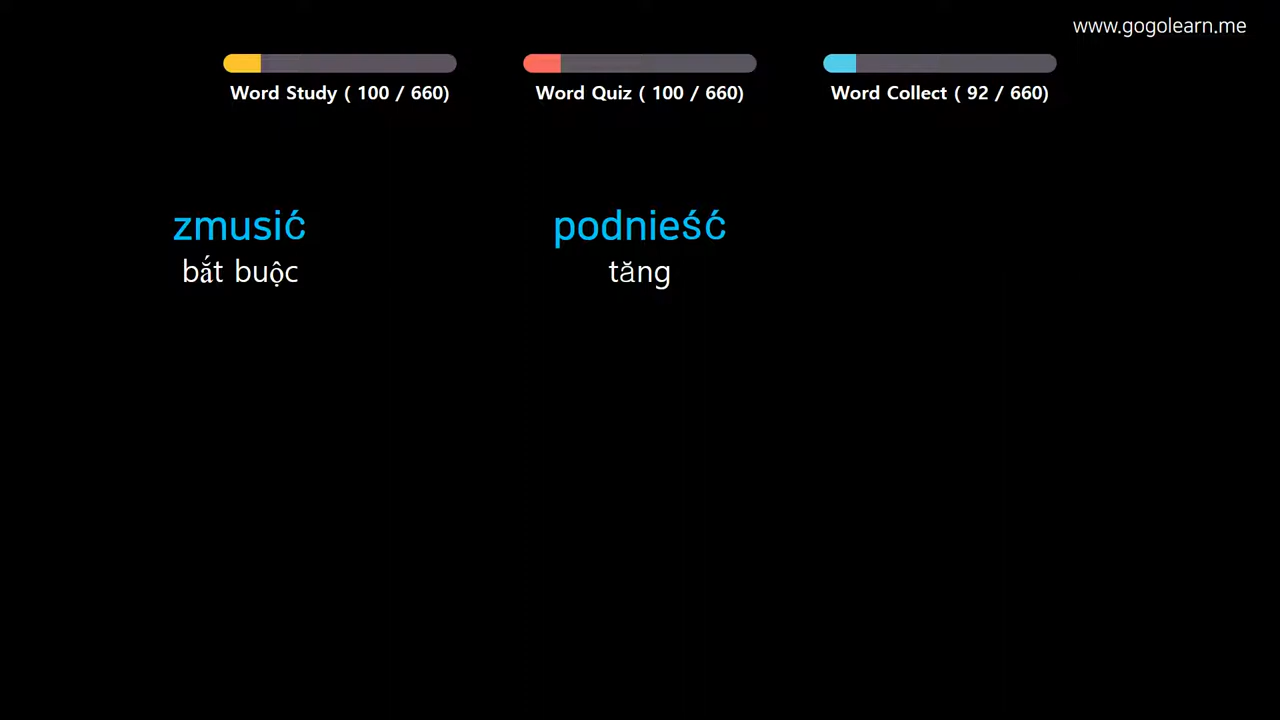 www.gogolearn.me
Word Study ( 100 / 660)
Word Quiz ( 100 / 660)
Word Collect ( 92 / 660)
zmusić
bắt buộc
podnieść
tăng